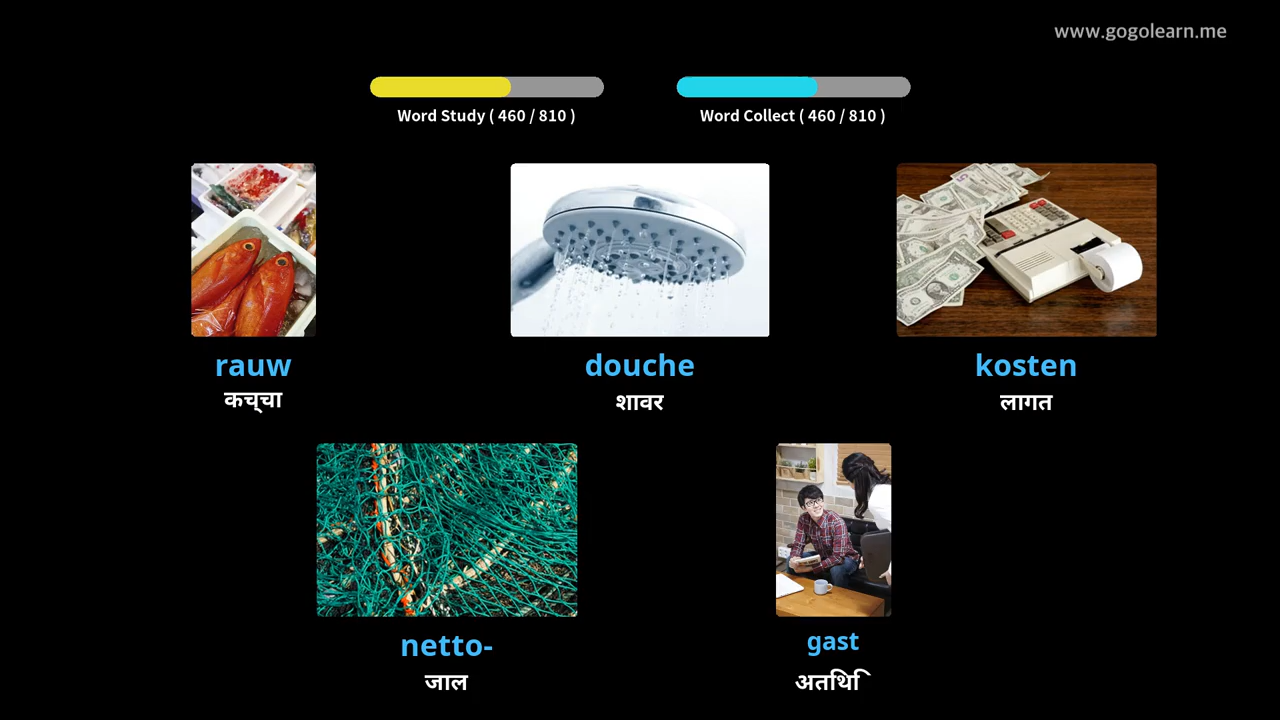 www.gogolearn.me
Word Study ( 460 / 810 )
Word Collect ( 460 / 810 )
rauw
कच्चा
douche
शावर
kosten
लागत
netto-
जाल
gast
अतिथि